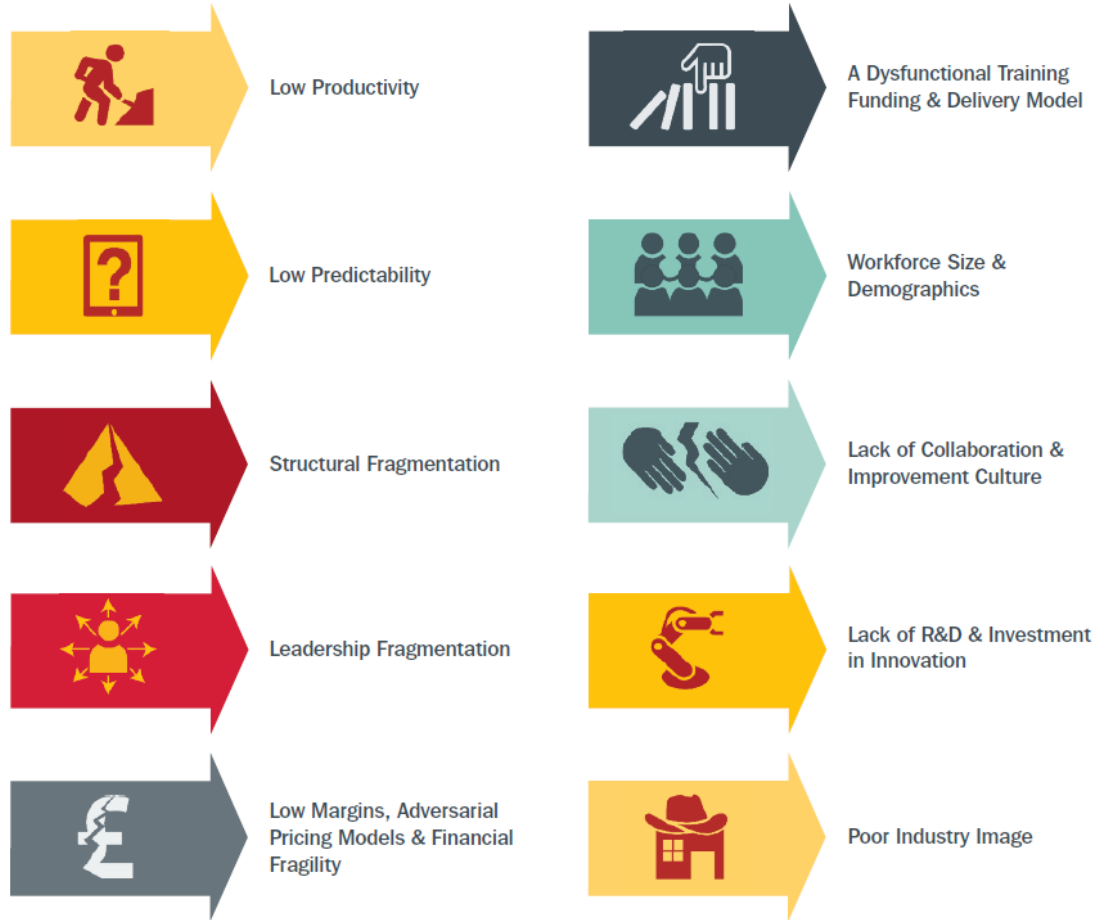 Low Productivity
Low Predictability
Structural Fragmentation
Leadership Fragmentation
Low Margins, Adversarial
Pricing Models & Financial
Fragility
A Dysfunctional Training
Funding & Delivery Model
Workforce Size &
Demographics
Lack of Collaboration &
Improvement Culture
Lack of R&D & Investment
in Innovation
Poor Industry Image